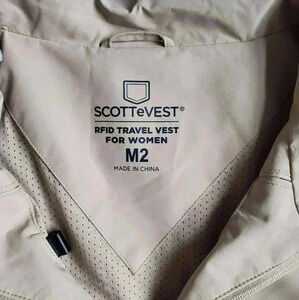 SCOTTeVEST®
RFID TRAVEL VEST
FOR WOMEN
M2
MADE IN CHINA